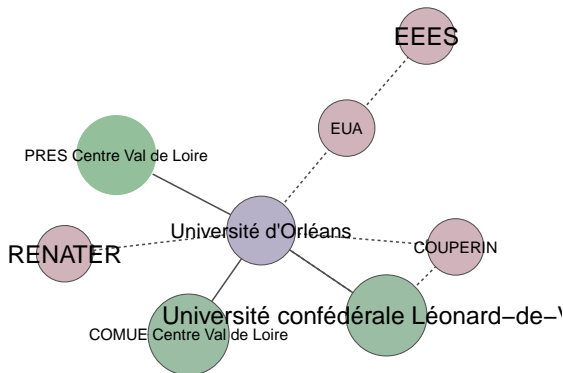 EEES
EUA
PRES Centre Val de Loire
Université d'Orléans
RENATER
COUPERIN
Université confédérale Léonard−de−V
COMUE Centre Val de Loire